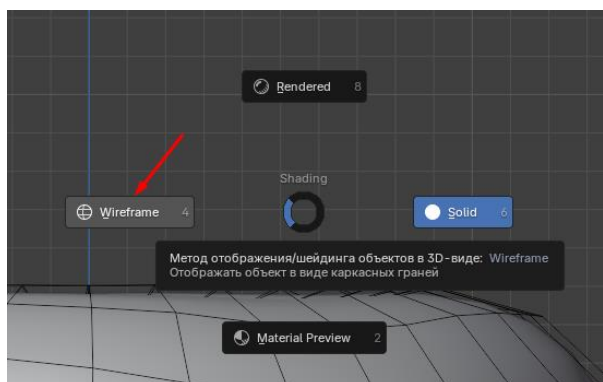 Rendered 8
Shading
Wireframe 4
Solid 6
Метод отображения/шейдинга объектов в 3D-виде: Wireframe
Отображать объект в виде каркасных граней
Material Preview 2